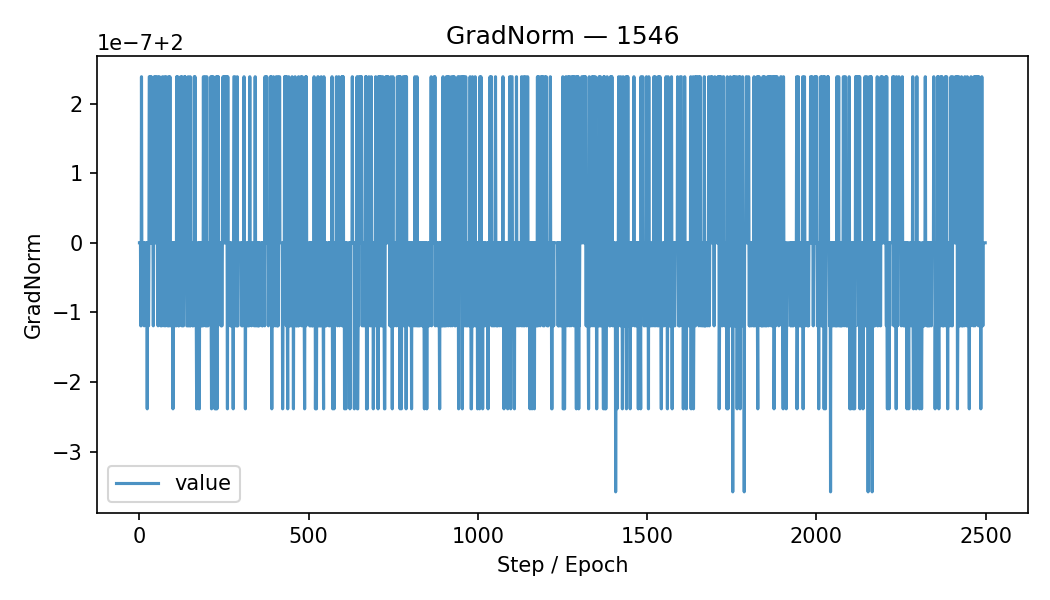 GradNorm — 1546
1e−7+2
GradNorm
2
1
0
−1
−2
−3
value
0
500
1000
1500
2000
2500
Step / Epoch